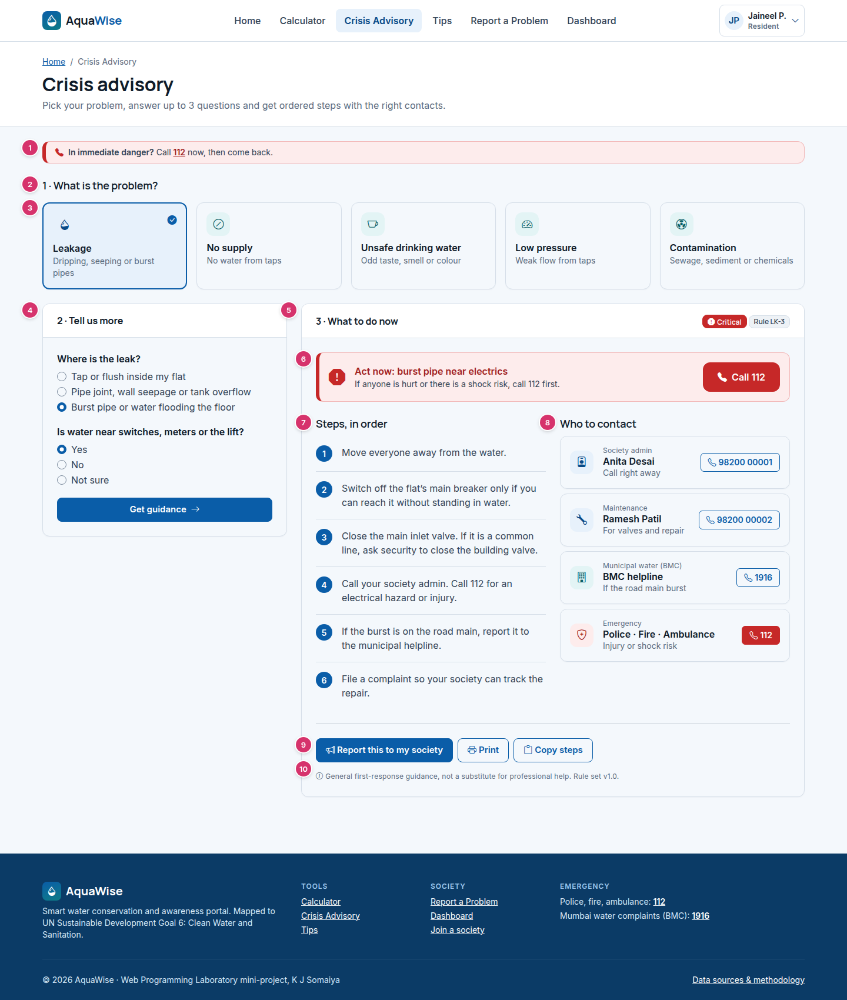 AquaWise
Home
Calculator
Crisis Advisory
Tips
Report a Problem
Dashboard
JP
Jaineel P.
Resident
Home / Crisis Advisory
Crisis advisory
Pick your problem, answer up to 3 questions and get ordered steps with the right contacts.
1
In immediate danger? Call 112 now, then come back.
2
1 · What is the problem?
3
Leakage
Dripping, seeping or burst
pipes
No supply
No water from taps
Unsafe drinking water
Odd taste, smell or colour
Low pressure
Weak flow from taps
Contamination
Sewage, sediment or chemicals
4
2 · Tell us more
Where is the leak?
Tap or flush inside my flat
Pipe joint, wall seepage or tank overflow
Burst pipe or water flooding the floor
Is water near switches, meters or the lift?
Yes
No
Not sure
Get guidance →
5
3 · What to do now
Critical
Rule LK-3
6
Act now: burst pipe near electrics
If anyone is hurt or there is a shock risk, call 112 first.
Call 112
7
Steps, in order
1
Move everyone away from the water.
2
Switch off the flat’s main breaker only if you
can reach it without standing in water.
3
Close the main inlet valve. If it is a common
line, ask security to close the building valve.
4
Call your society admin. Call 112 for an
electrical hazard or injury.
5
If the burst is on the road main, report it to
the municipal helpline.
6
File a complaint so your society can track the
repair.
8
Who to contact
Society admin
Anita Desai
Call right away
98200 00001
Maintenance
Ramesh Patil
For valves and repair
98200 00002
Municipal water (BMC)
BMC helpline
If the road main burst
1916
Emergency
Police · Fire · Ambulance
Injury or shock risk
112
9
Report this to my society
Print
Copy steps
10
General first-response guidance, not a substitute for professional help. Rule set v1.0.
AquaWise
Smart water conservation and awareness portal. Mapped to
UN Sustainable Development Goal 6: Clean Water and
Sanitation.
TOOLS
Calculator
Crisis Advisory
Tips
SOCIETY
Report a Problem
Dashboard
Join a society
EMERGENCY
Police, fire, ambulance: 112
Mumbai water complaints (BMC): 1916
© 2026 AquaWise · Web Programming Laboratory mini-project, K J Somaiya
Data sources & methodology